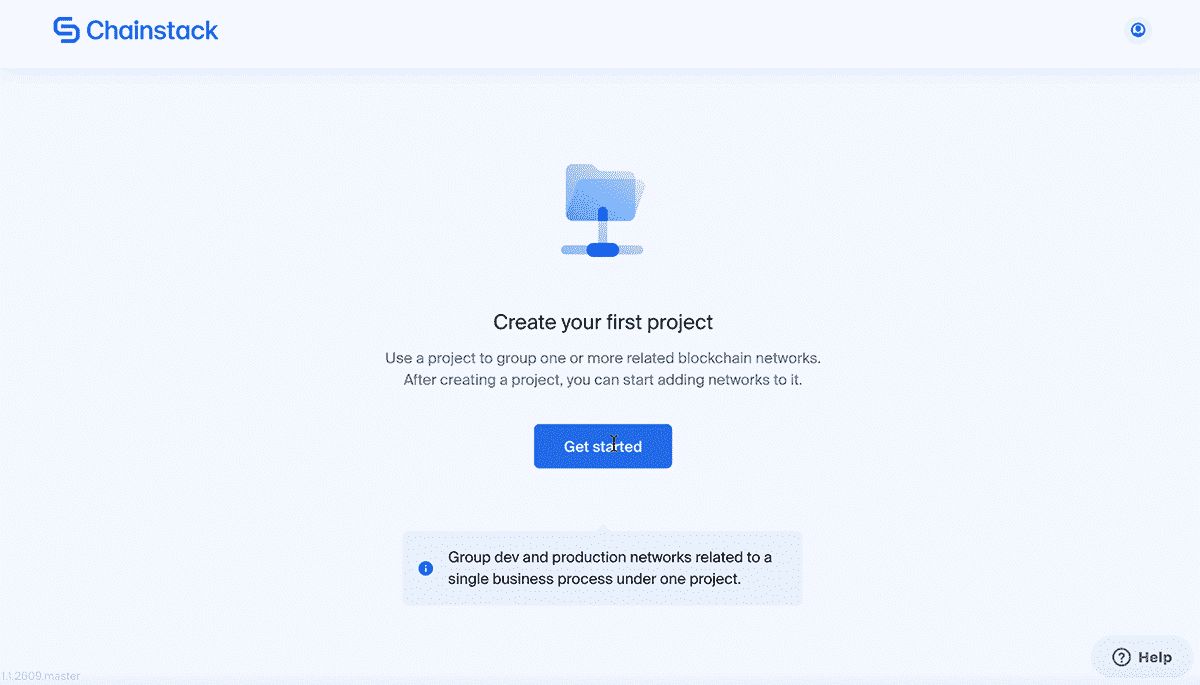 Chainstack
Create your first project
Use a project to group one or more related blockchain networks.
After creating a project, you can start adding networks to it.
Get started
Group dev and production networks related to a
single business process under one project.
Help
1.1.2609.master